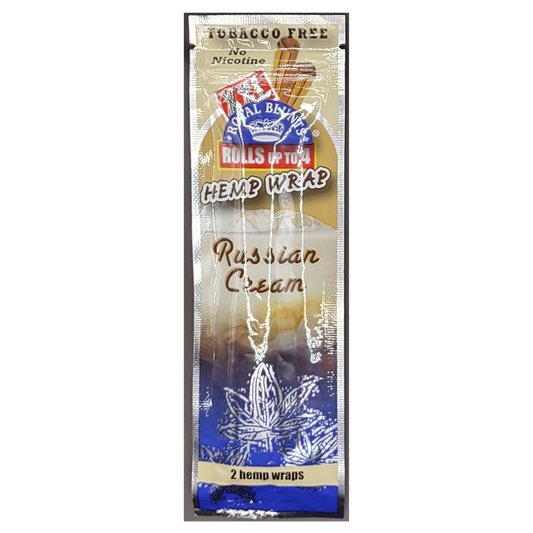 TOBACCO FREE
No
Nicotine
ROYAL BLUNTS
®
ROLLS UP TO 4
HEMP WRAP
Russian
Cream
2 hemp wraps